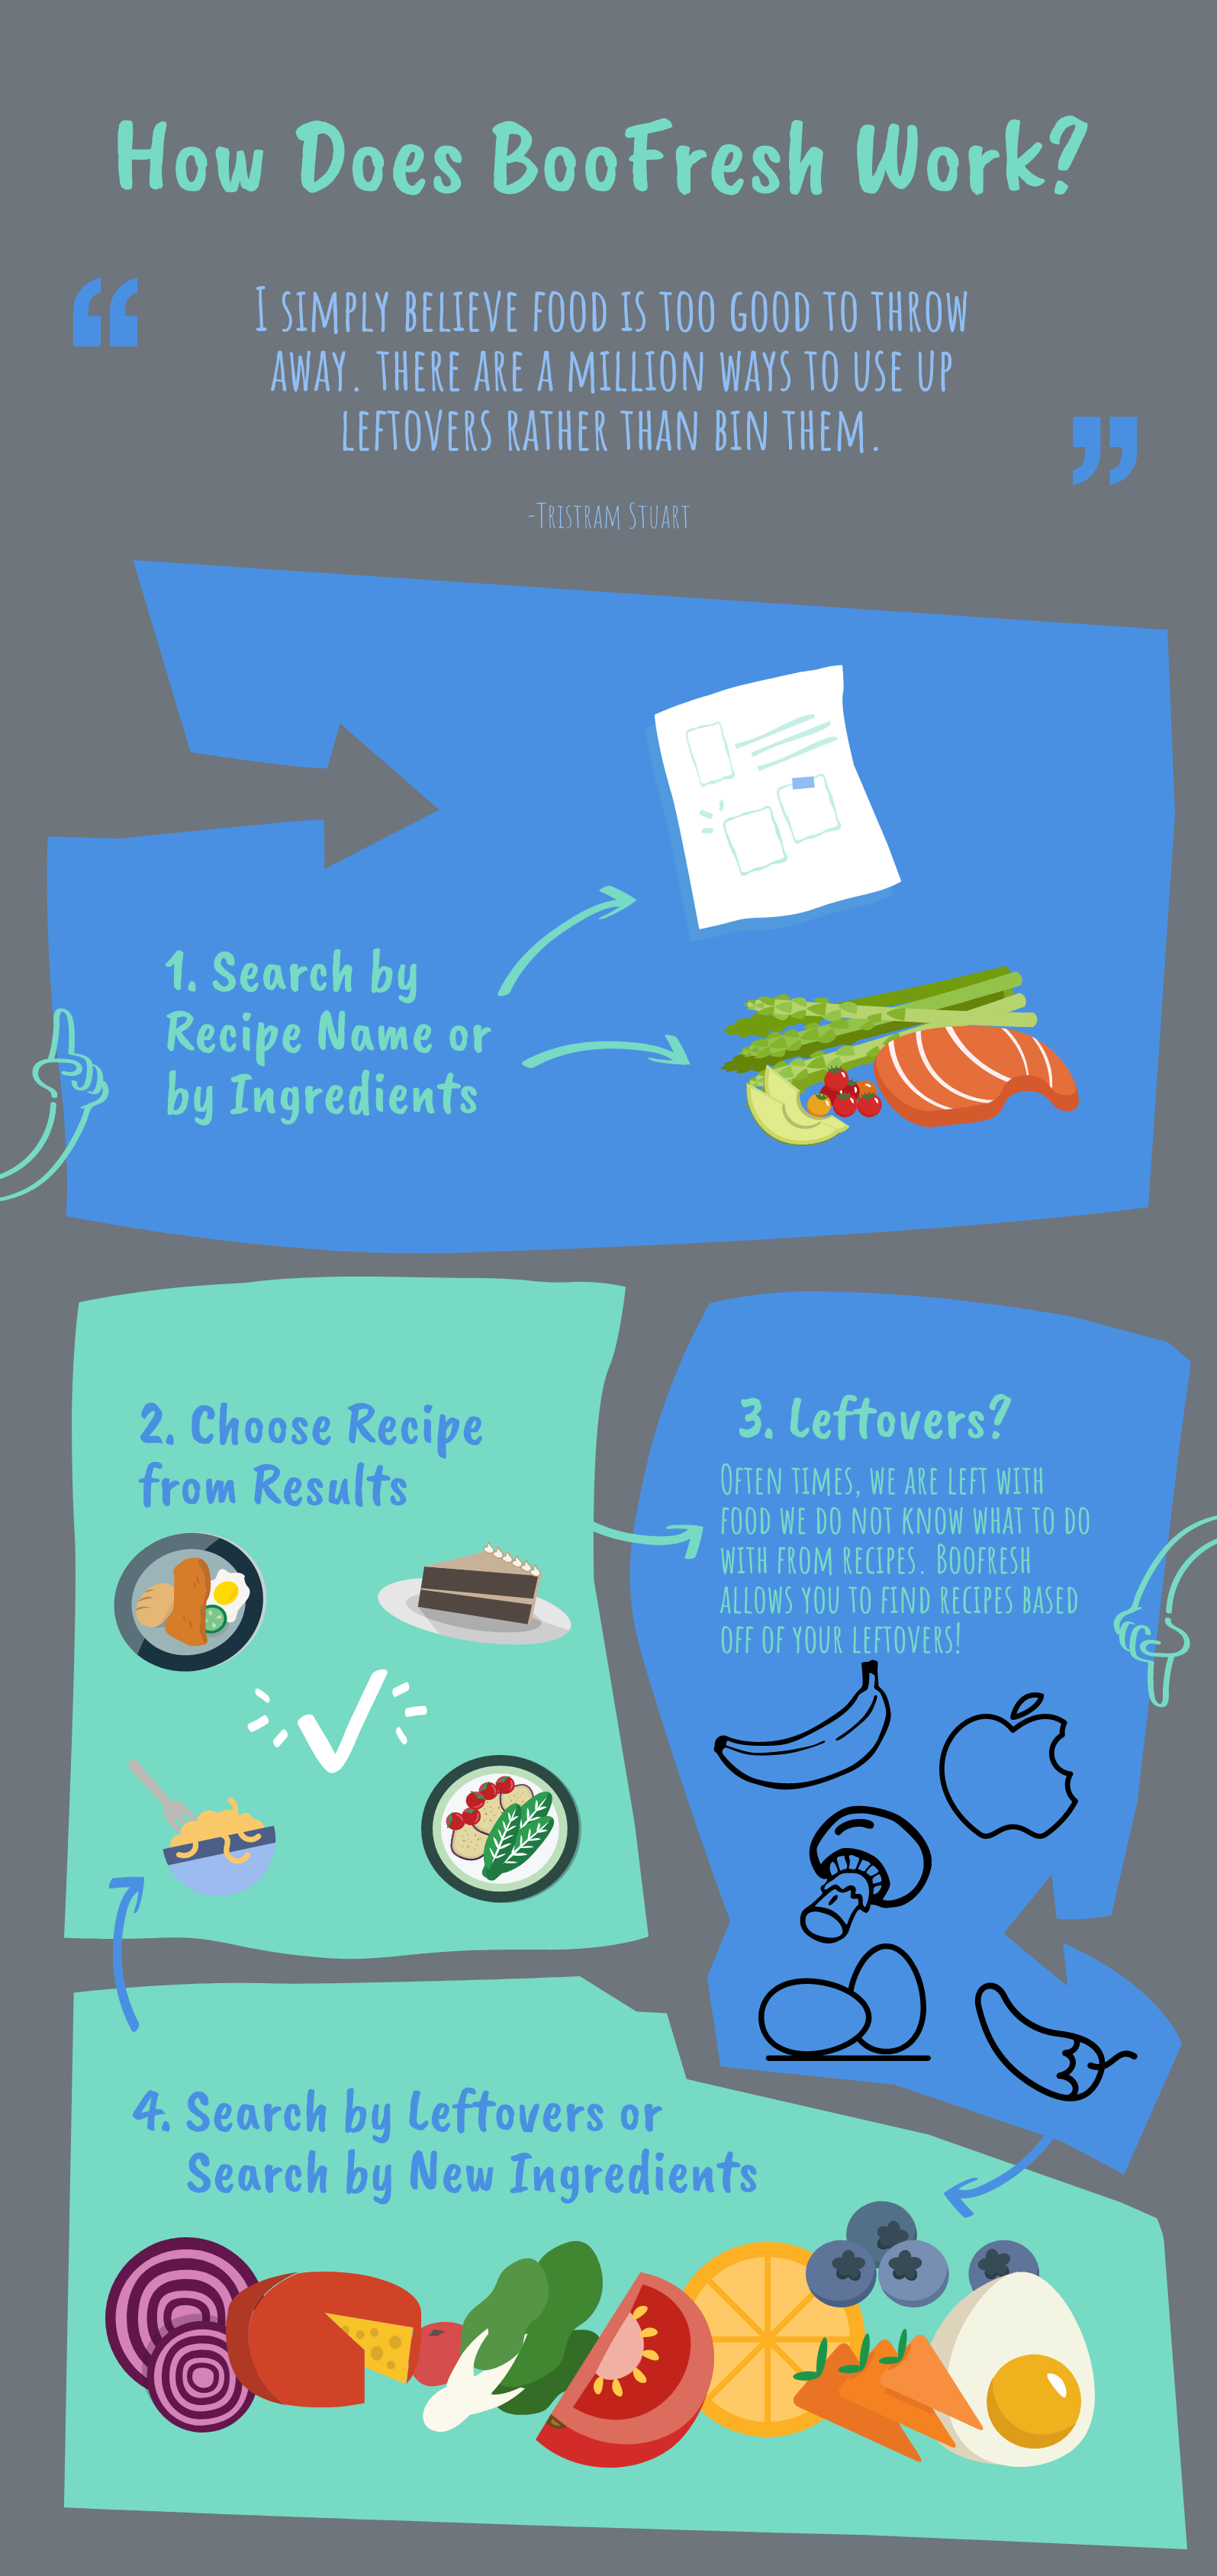 How Does BooFresh Work?
“
I simply believe food is too good to throw
away. There are a million ways to use up
leftovers rather than bin them.
”
-Tristram Stuart
1. Search by
Recipe Name or
by Ingredients
2. Choose Recipe
from Results
3. Leftovers?
Often times, we are left with
food we do not know what to do
with from recipes. Boofresh
allows you to find recipes based
off of your leftovers!
4. Search by Leftovers or
Search by New Ingredients